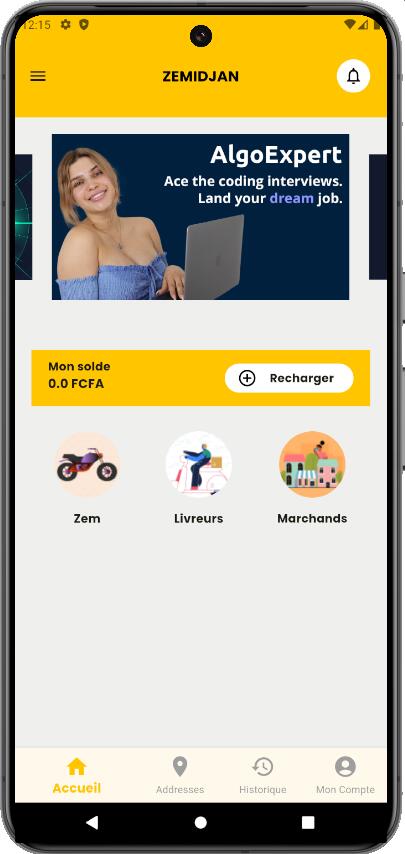 12:15
ZEMIDJAN
AlgoExpert
Ace the coding interviews.
Land your dream job.
Mon solde
0.0 FCFA
Recharger
Zem
Livreurs
Marchands
Accueil
Addresses
Historique
Mon Compte